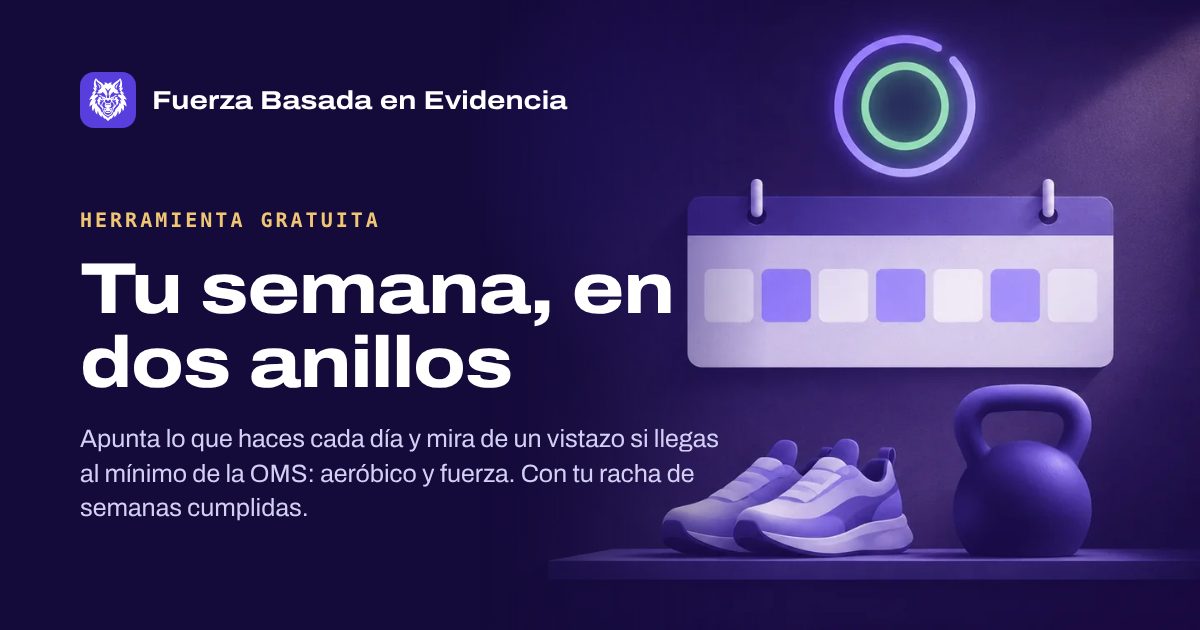 Fuerza Basada en Evidencia
HERRAMIENTA GRATUITA
Tu semana, en
dos anillos
Apunta lo que haces cada día y mira de un vistazo si llegas
al mínimo de la OMS: aeróbico y fuerza. Con tu racha de
semanas cumplidas.